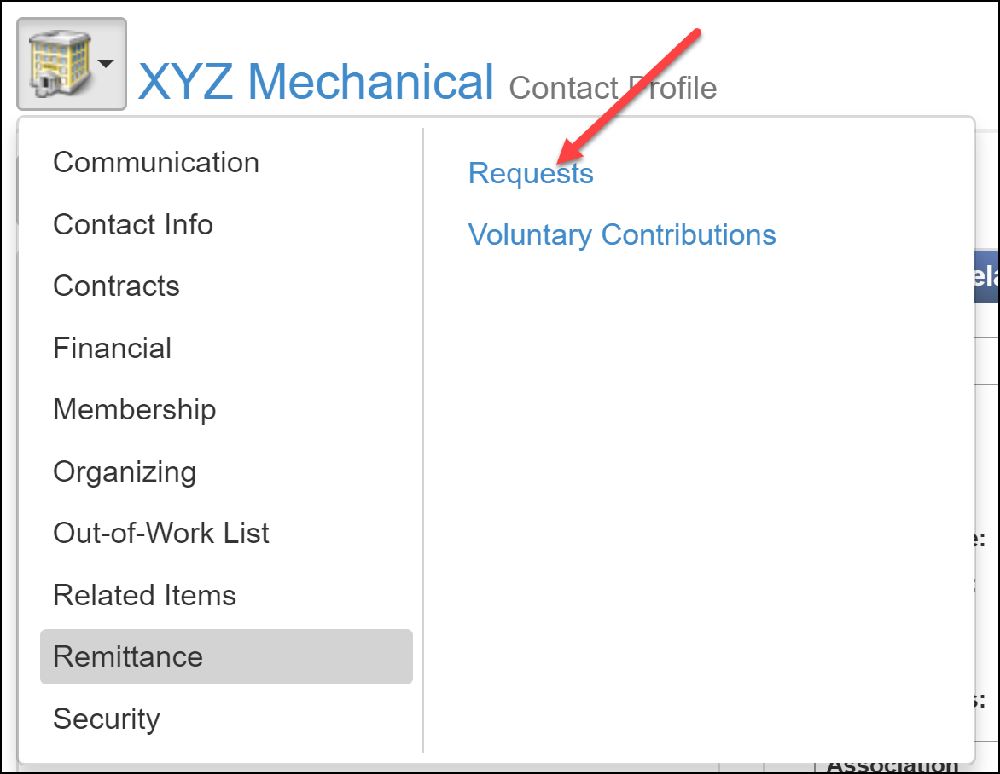 XYZ Mechanical Contact Profile
Communication
Contact Info
Contracts
Financial
Membership
Organizing
Out-of-Work List
Related Items
Remittance
Security
Requests
Voluntary Contributions
Association